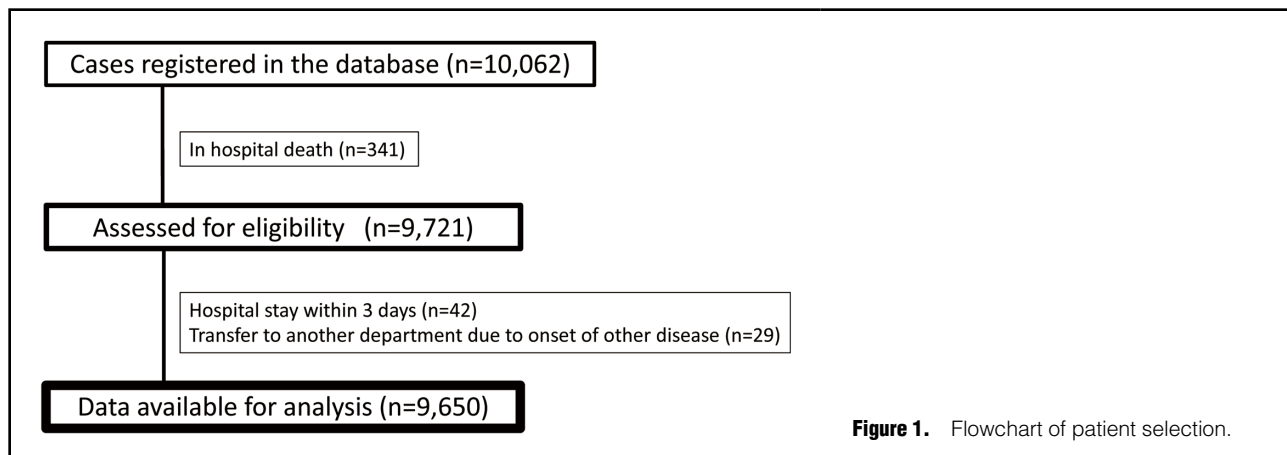 Cases registered in the database (n=10,062)
In hospital death (n=341)
Assessed for eligibility (n=9,721)
Hospital stay within 3 days (n=42)
Transfer to another department due to onset of other disease (n=29)
Data available for analysis (n=9,650)
Figure 1. Flowchart of patient selection.